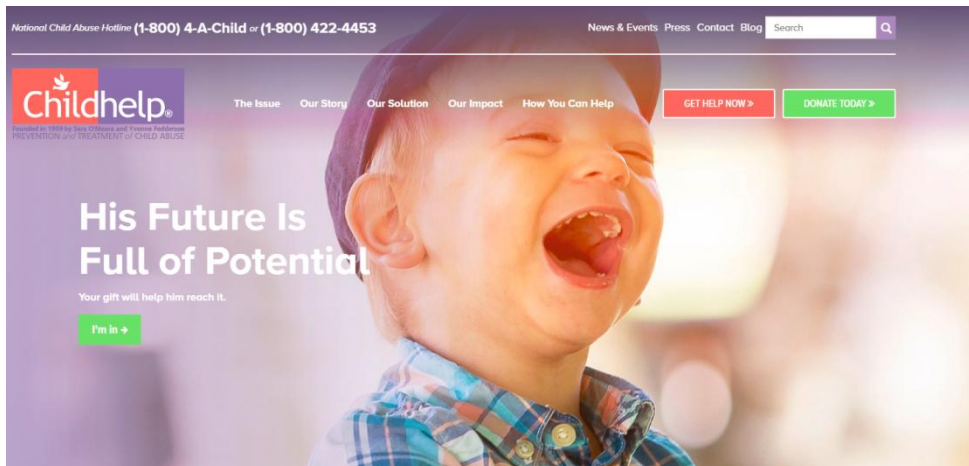 National Child Abuse Hotline (1-800) 4-A-Child or (1-800) 422-4453
News & Events Press Contact Blog Search
Childhelp®
Founded in 1959 by Sara O'Meara and Yvonne Fedderson
PREVENTION and TREATMENT of CHILD ABUSE
The Issue Our Story Our Solution Our Impact How You Can Help
GET HELP NOW »
DONATE TODAY »
His Future Is
Full of Potential
Your gift will help him reach it.
I'm in →